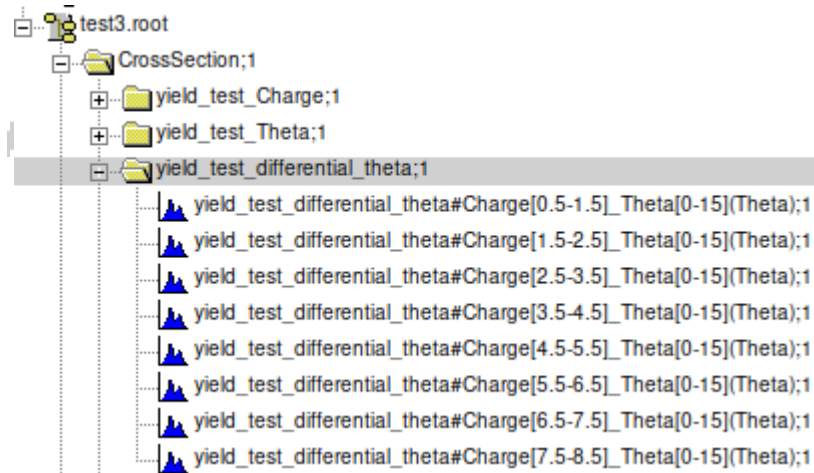 test3.root
CrossSection;1
yield_test_Charge;1
yield_test_Theta;1
yield_test_differential_theta;1
yield_test_differential_theta#Charge[0.5-1.5]_Theta[0-15](Theta);1
yield_test_differential_theta#Charge[1.5-2.5]_Theta[0-15](Theta);1
yield_test_differential_theta#Charge[2.5-3.5]_Theta[0-15](Theta);1
yield_test_differential_theta#Charge[3.5-4.5]_Theta[0-15](Theta);1
yield_test_differential_theta#Charge[4.5-5.5]_Theta[0-15](Theta);1
yield_test_differential_theta#Charge[5.5-6.5]_Theta[0-15](Theta);1
yield_test_differential_theta#Charge[6.5-7.5]_Theta[0-15](Theta);1
yield_test_differential_theta#Charge[7.5-8.5]_Theta[0-15](Theta);1